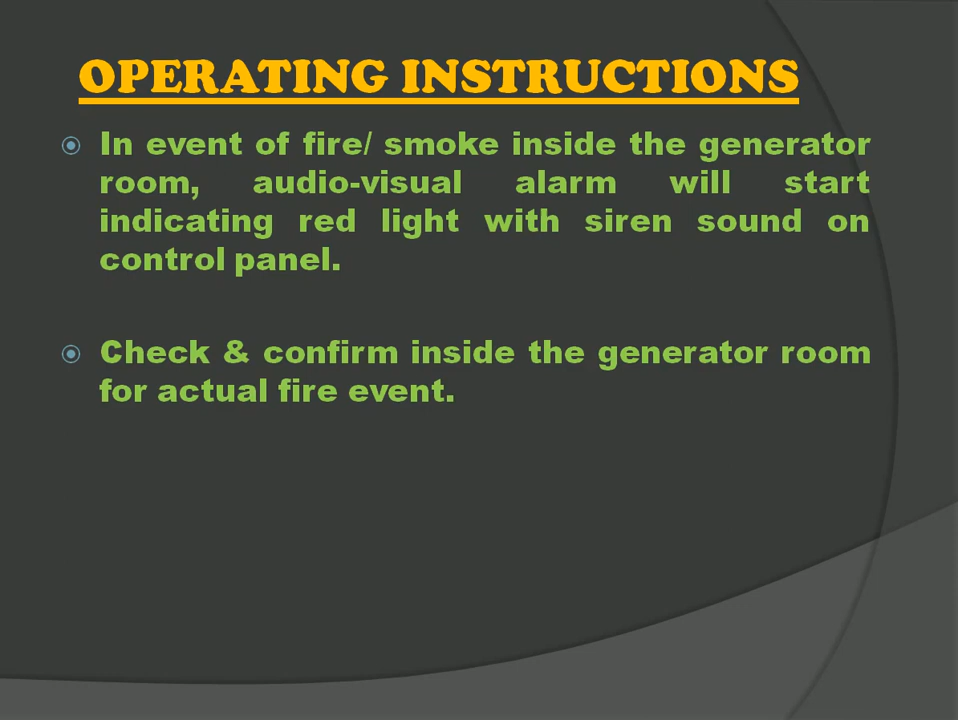 OPERATING INSTRUCTIONS
In event of fire/ smoke inside the generator
room, audio-visual alarm will start
indicating red light with siren sound on
control panel.
Check & confirm inside the generator room
for actual fire event.